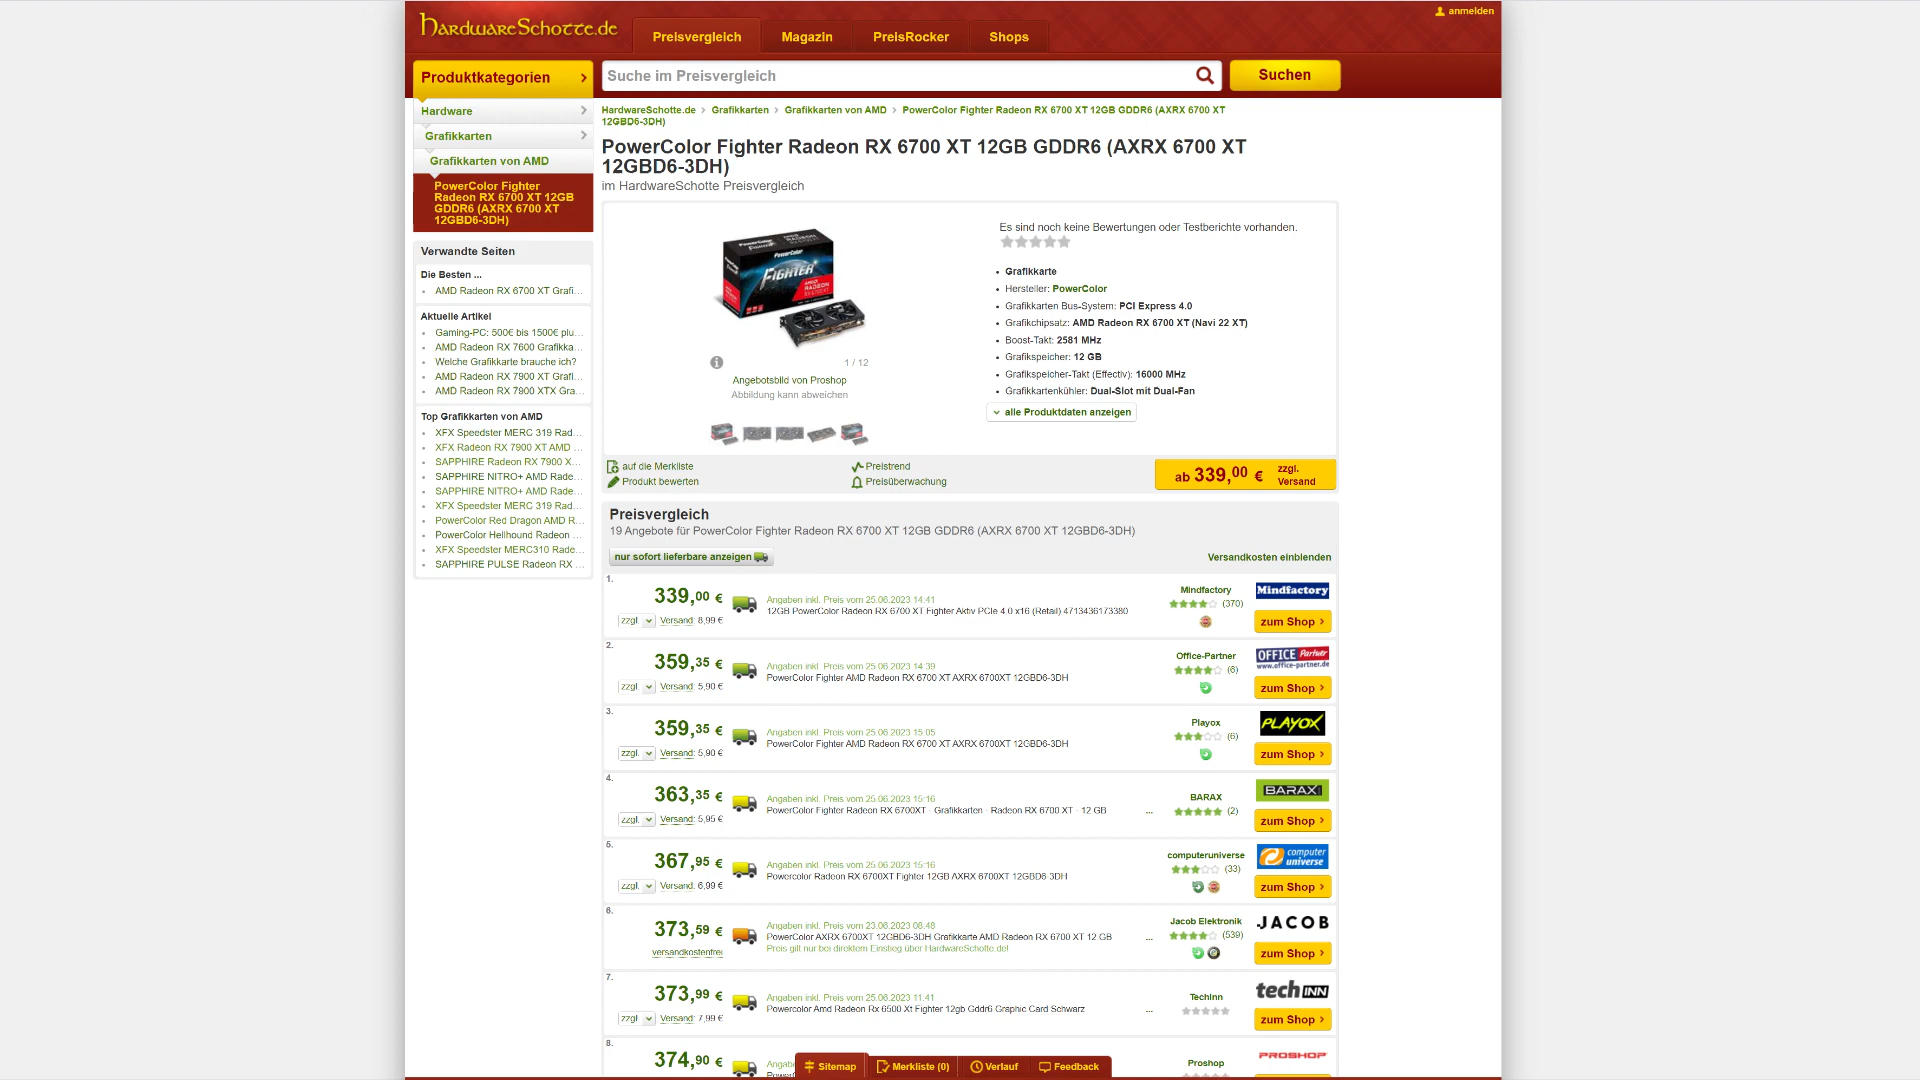 HardwareSchotte.de
Preisvergleich
Magazin
PreisRocker
Shops
anmelden
Produktkategorien
Suche im Preisvergleich
Suchen
Hardware
Grafikkarten
Grafikkarten von AMD
PowerColor Fighter
Radeon RX 6700 XT 12GB
GDDR6 (AXRX 6700 XT
12GBD6-3DH)
Verwandte Seiten
Die Besten ...
AMD Radeon RX 6700 XT Grafi...
Aktuelle Artikel
Gaming-PC: 500€ bis 1500€ plu...
AMD Radeon RX 7600 Grafikka...
Welche Grafikkarte brauche ich?
AMD Radeon RX 7900 XT Grafi...
AMD Radeon RX 7900 XTX Gra...
Top Grafikkarten von AMD
XFX Speedster MERC 319 Rad...
XFX Radeon RX 7900 XT AMD ...
SAPPHIRE Radeon RX 7900 X...
SAPPHIRE NITRO+ AMD Rade...
SAPPHIRE NITRO+ AMD Rade...
XFX Speedster MERC 319 Rad...
PowerColor Red Dragon AMD R...
PowerColor Hellhound Radeon ...
XFX Speedster MERC310 Rade...
SAPPHIRE PULSE Radeon RX ...
HardwareSchotte.de > Grafikkarten > Grafikkarten von AMD > PowerColor Fighter Radeon RX 6700 XT 12GB GDDR6 (AXRX 6700 XT
12GBD6-3DH)
PowerColor Fighter Radeon RX 6700 XT 12GB GDDR6 (AXRX 6700 XT
12GBD6-3DH)
im HardwareSchotte Preisvergleich
PowerColor
FIGHTER
AMD
RADEON
RX 6700 XT
1 / 12
Angebotsbild von Proshop
Abbildung kann abweichen
Es sind noch keine Bewertungen oder Testberichte vorhanden.
Grafikkarte
Hersteller: PowerColor
Grafikkarten Bus-System: PCI Express 4.0
Grafikchipsatz: AMD Radeon RX 6700 XT (Navi 22 XT)
Boost-Takt: 2581 MHz
Grafikspeicher: 12 GB
Grafikspeicher-Takt (Effectiv): 16000 MHz
Grafikkartenkühler: Dual-Slot mit Dual-Fan
alle Produktdaten anzeigen
auf die Merkliste
Produkt bewerten
Preistrend
Preisüberwachung
ab 339,00 € zzgl. Versand
Preisvergleich
19 Angebote für PowerColor Fighter Radeon RX 6700 XT 12GB GDDR6 (AXRX 6700 XT 12GBD6-3DH)
nur sofort lieferbare anzeigen
Versandkosten einblenden
1.
339,00 €
zzgl. Versand: 8,99 €
Angaben inkl. Preis vom 25.06.2023 14:41
12GB PowerColor Radeon RX 6700 XT Fighter Aktiv PCIe 4.0 x16 (Retail) 4713436173380
Mindfactory
(370)
Mindfactory
zum Shop
2.
359,35 €
zzgl. Versand: 5,90 €
Angaben inkl. Preis vom 25.06.2023 14:39
PowerColor Fighter AMD Radeon RX 6700 XT AXRX 6700XT 12GBD6-3DH
Office-Partner
(6)
OFFICE Partner
www.office-partner.de
zum Shop
3.
359,35 €
zzgl. Versand: 5,90 €
Angaben inkl. Preis vom 25.06.2023 15:05
PowerColor Fighter AMD Radeon RX 6700 XT AXRX 6700XT 12GBD6-3DH
Playox
(6)
PLAYOX
zum Shop
4.
363,35 €
zzgl. Versand: 5,95 €
Angaben inkl. Preis vom 25.06.2023 15:16
PowerColor Fighter Radeon RX 6700XT - Grafikkarten - Radeon RX 6700 XT - 12 GB ...
BARAX
(2)
BARAX
zum Shop
5.
367,95 €
zzgl. Versand: 6,99 €
Angaben inkl. Preis vom 25.06.2023 15:16
Powercolor Radeon RX 6700XT Fighter 12GB AXRX 6700XT 12GBD6-3DH
computeruniverse
(33)
computer
universe
zum Shop
6.
373,59 €
versandkostenfrei
Angaben inkl. Preis vom 23.06.2023 08:48
PowerColor AXRX 6700XT 12GBD6-3DH Grafikkarte AMD Radeon RX 6700 XT 12 GB ...
Preis gilt nur bei direktem Einstieg über HardwareSchotte.de!
Jacob Elektronik
(539)
JACOB
zum Shop
7.
373,99 €
zzgl. Versand: 7,99 €
Angaben inkl. Preis vom 25.06.2023 11:41
Powercolor Amd Radeon Rx 6500 Xt Fighter 12gb Gddr6 Graphic Card Schwarz ...
TechInn
tech INN
zum Shop
8.
374,90 €
Proshop
PROSHOP
Sitemap
Merkliste (0)
Verlauf
Feedback